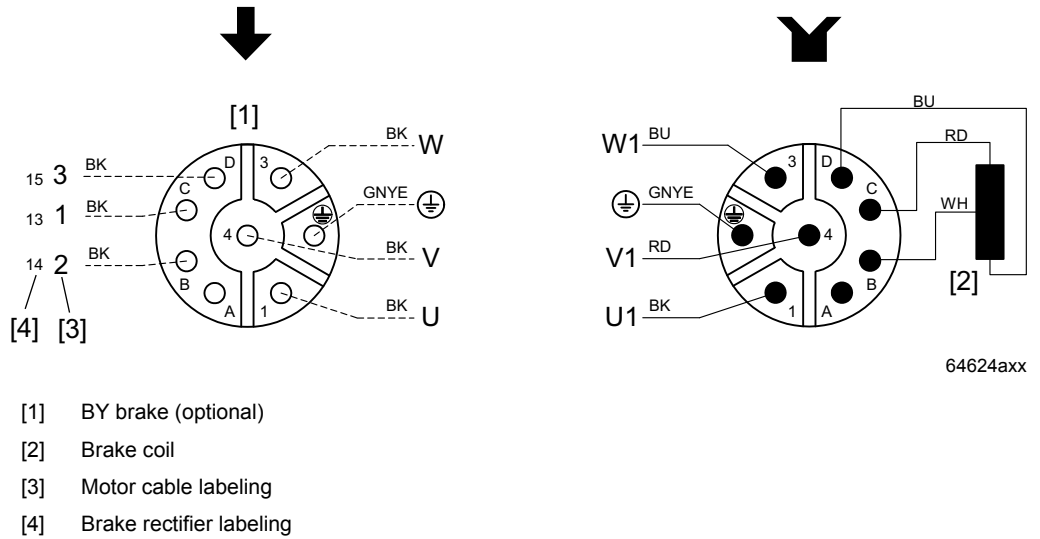 [1]
BK W
GNYE
BK V
BK U
15 3 BK
13 1 BK
14 2 BK
[4] [3]
D 3
C
4
B
A 1
BU
RD
WH
W1 BU
GNYE
V1 RD
U1 BK
3 D
C
4
B
1 A
[2]
64624axx
[1] BY brake (optional)
[2] Brake coil
[3] Motor cable labeling
[4] Brake rectifier labeling